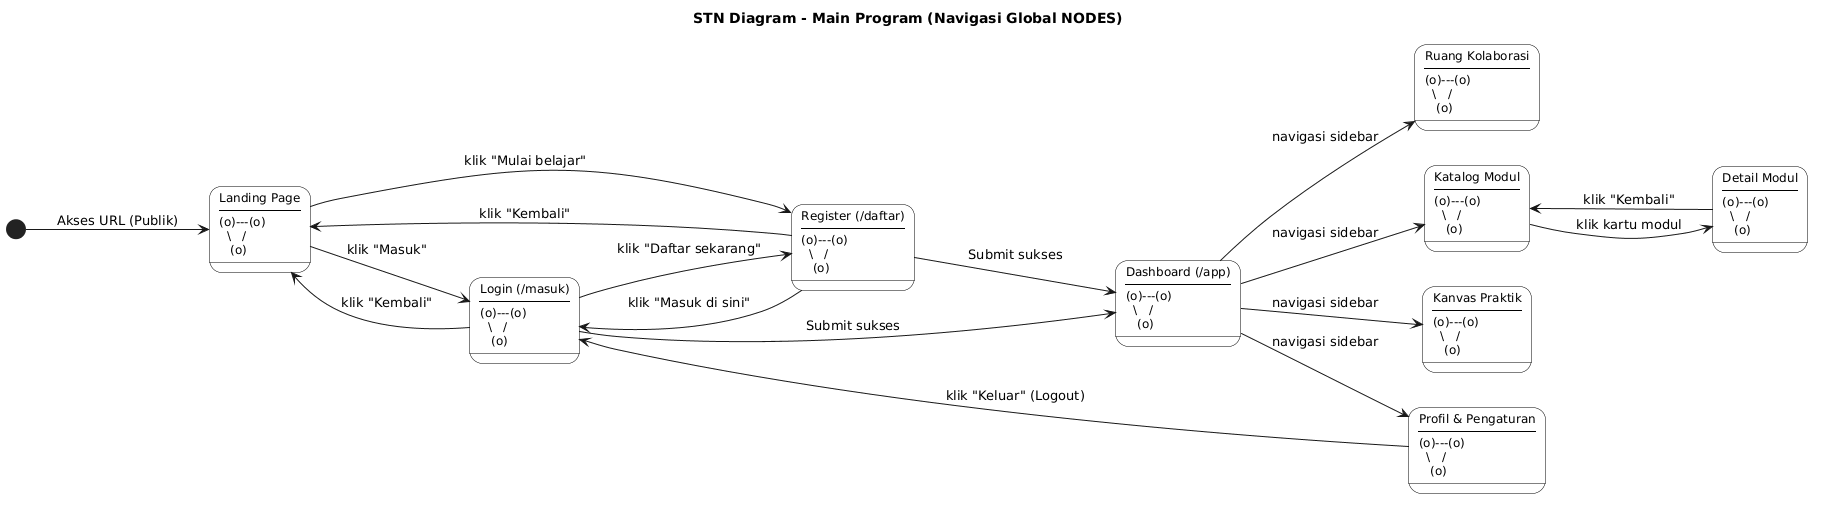 STN Diagram - Main Program (Navigasi Global NODES)
Akses URL (Publik)
Landing Page
(o)---(o)
\   /
(o)
klik "Mulai belajar"
klik "Kembali"
klik "Masuk"
klik "Kembali"
Login (/masuk)
(o)---(o)
\   /
(o)
klik "Daftar sekarang"
klik "Masuk di sini"
Register (/daftar)
(o)---(o)
\   /
(o)
Submit sukses
Submit sukses
klik "Keluar" (Logout)
Dashboard (/app)
(o)---(o)
\   /
(o)
navigasi sidebar
navigasi sidebar
navigasi sidebar
navigasi sidebar
Ruang Kolaborasi
(o)---(o)
\   /
(o)
Katalog Modul
(o)---(o)
\   /
(o)
klik "Kembali"
klik kartu modul
Detail Modul
(o)---(o)
\   /
(o)
Kanvas Praktik
(o)---(o)
\   /
(o)
Profil & Pengaturan
(o)---(o)
\   /
(o)